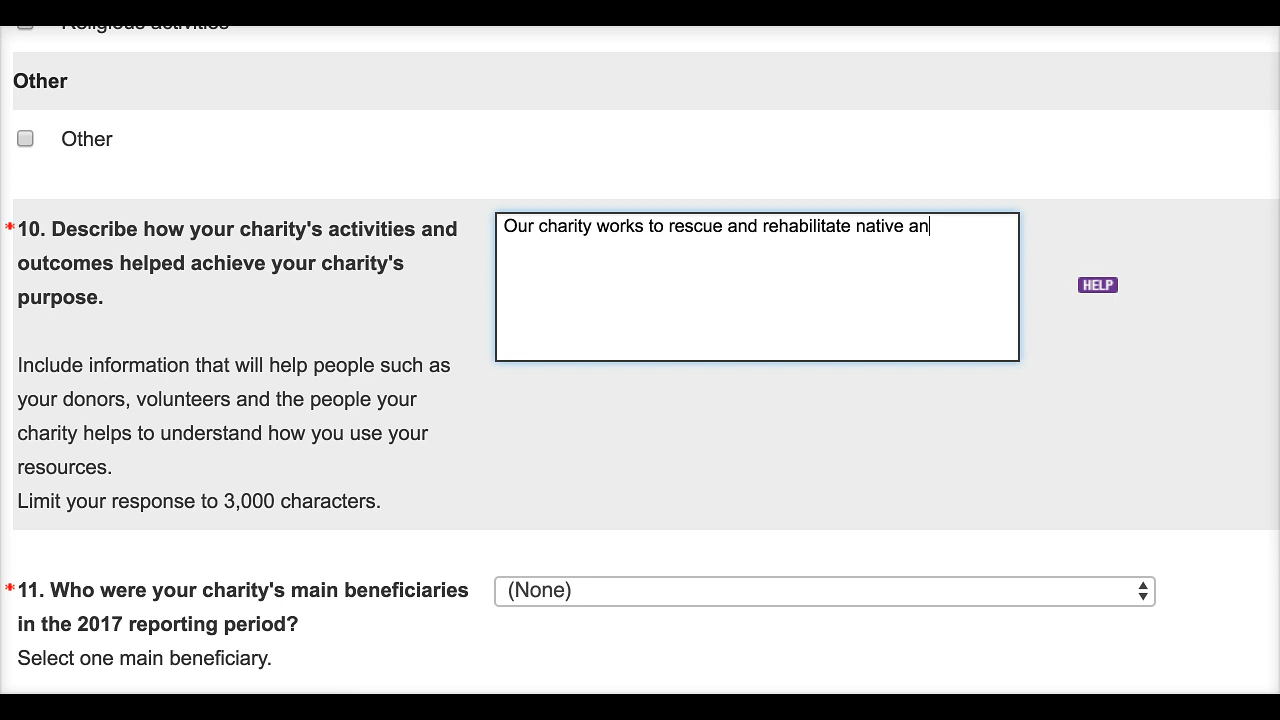 Religious activities
Other
Other
*10. Describe how your charity's activities and
outcomes helped achieve your charity's
purpose.
Include information that will help people such as
your donors, volunteers and the people your
charity helps to understand how you use your
resources.
Limit your response to 3,000 characters.
Our charity works to rescue and rehabilitate native an
HELP
*11. Who were your charity's main beneficiaries
in the 2017 reporting period?
Select one main beneficiary.
(None)